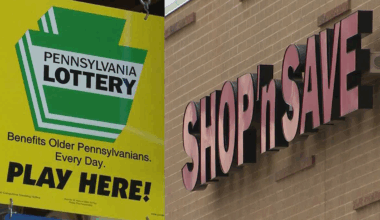 PENNSYLVANIA
LOTTERY
Benefits Older Pennsylvanians.
Every Day.
PLAY HERE!
SHOP'n SAVE